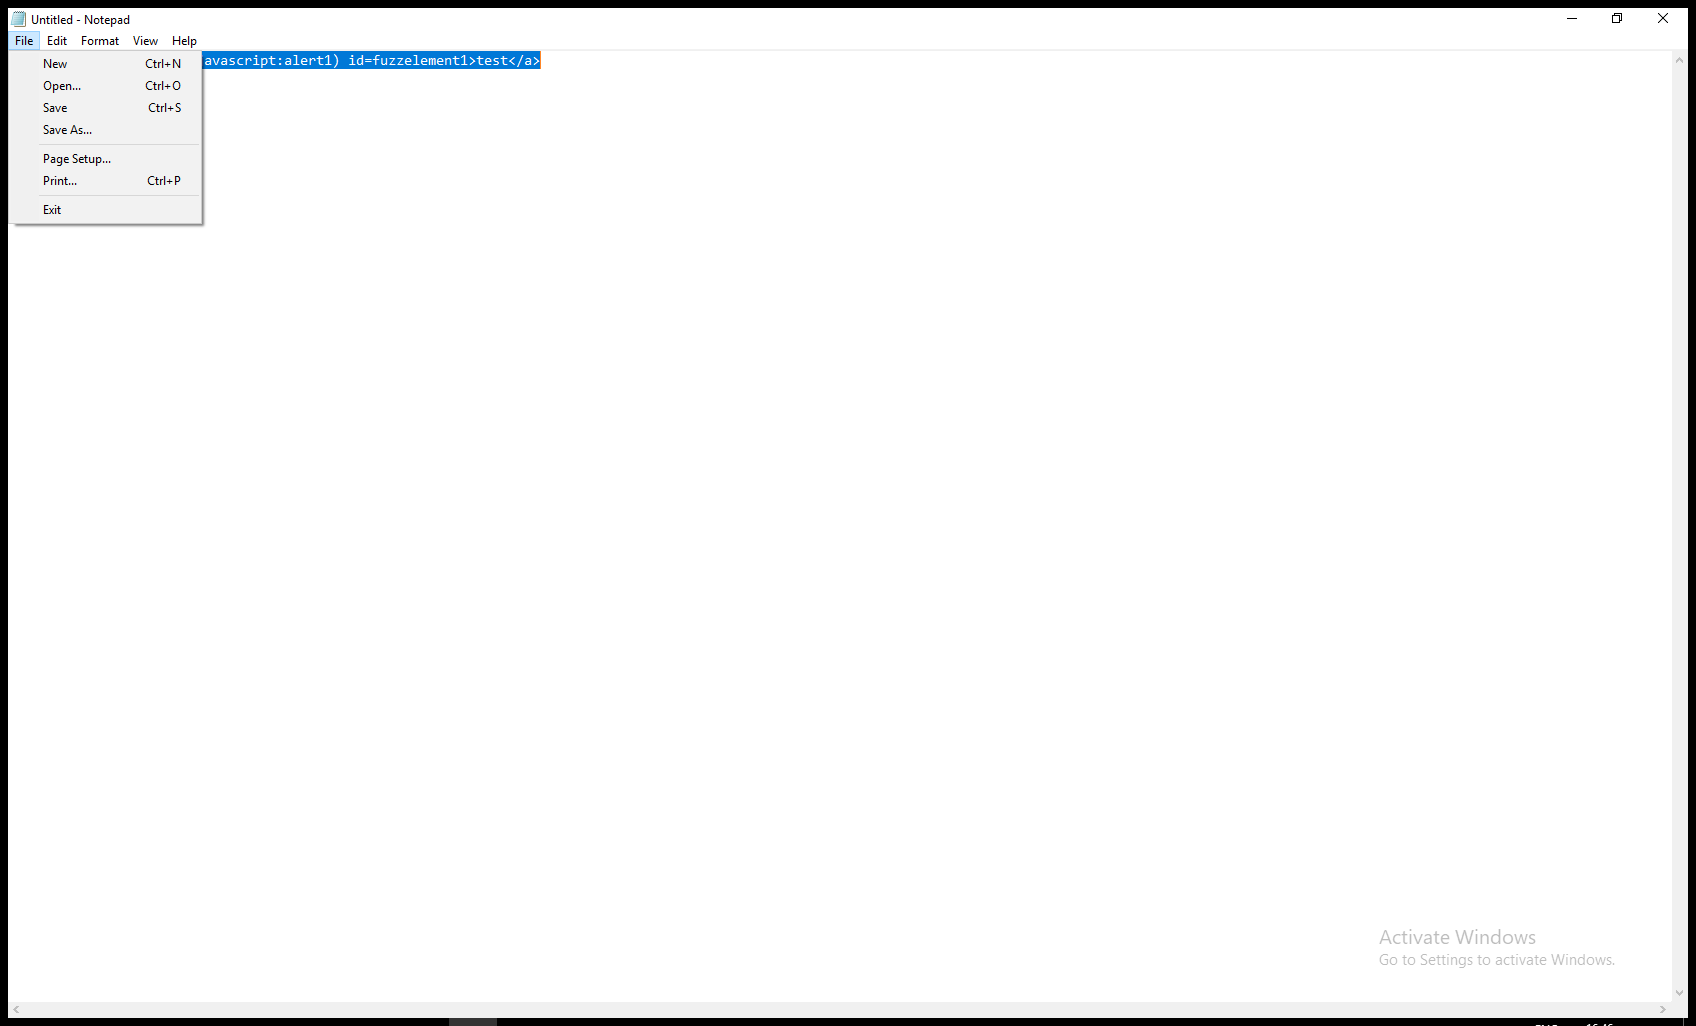 Untitled - Notepad
File Edit Format View Help
avascript:alert1) id=fuzzelement1>test</a>
New Ctrl+N
Open... Ctrl+O
Save Ctrl+S
Save As...
Page Setup...
Print... Ctrl+P
Exit
Activate Windows
Go to Settings to activate Windows.